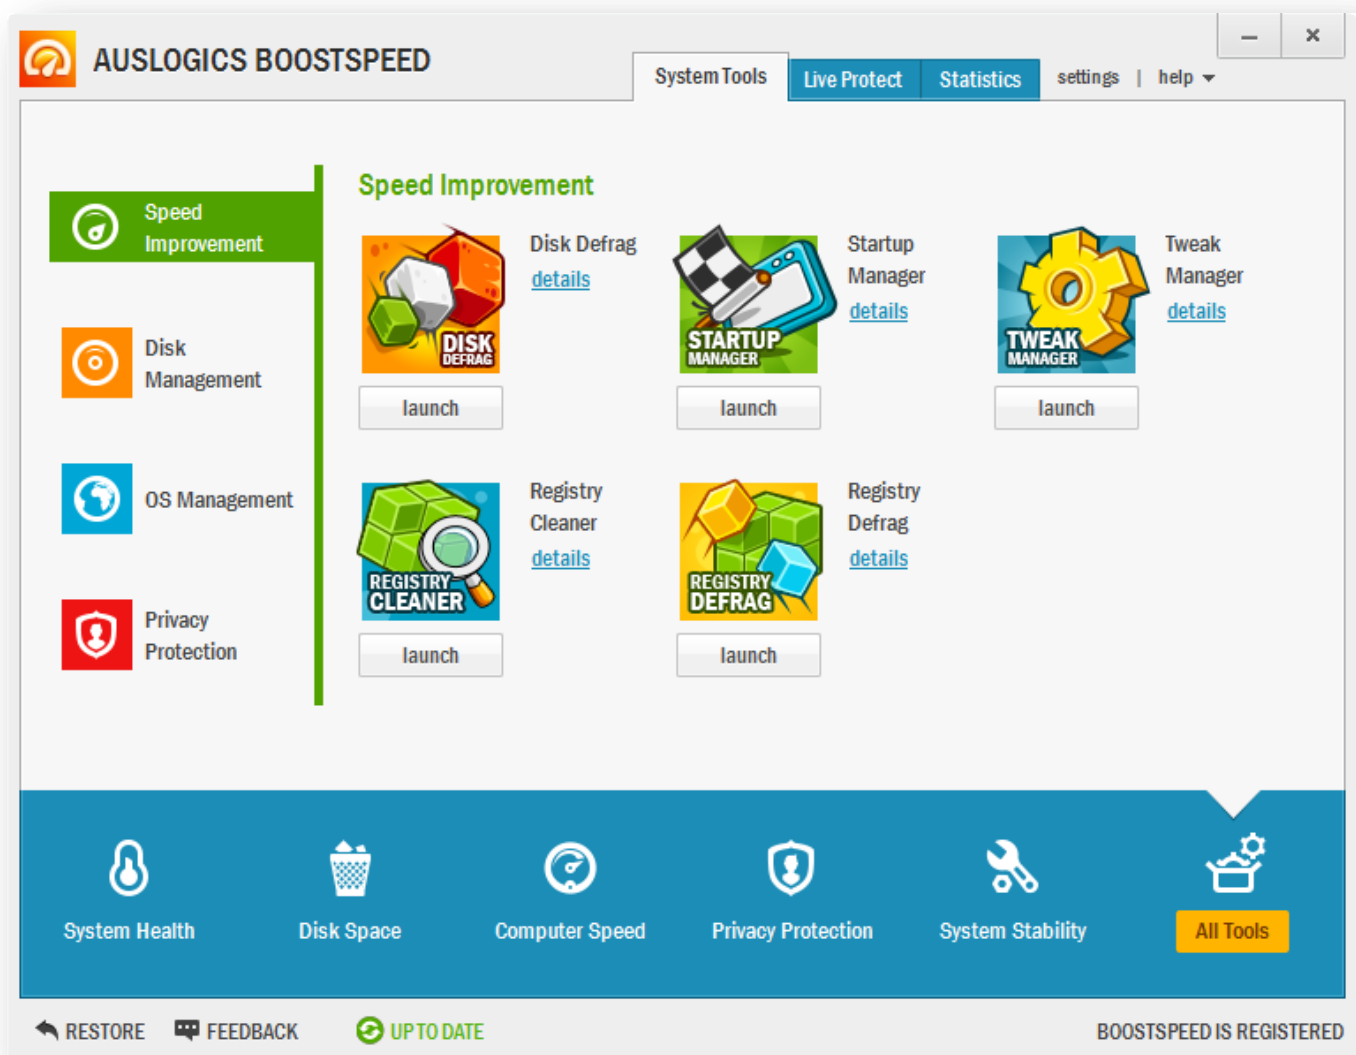 AUSLOGICS BOOSTSPEED
System Tools
Live Protect
Statistics
settings | help
Speed
Improvement
Disk
Management
OS Management
Privacy
Protection
Speed Improvement
DISK
DEFRAG
Disk Defrag
details
launch
STARTUP
MANAGER
Startup
Manager
details
launch
TWEAK
MANAGER
Tweak
Manager
details
launch
REGISTRY
CLEANER
Registry
Cleaner
details
launch
REGISTRY
DEFRAG
Registry
Defrag
details
launch
System Health
Disk Space
Computer Speed
Privacy Protection
System Stability
All Tools
RESTORE
FEEDBACK
UP TO DATE
BOOSTSPEED IS REGISTERED